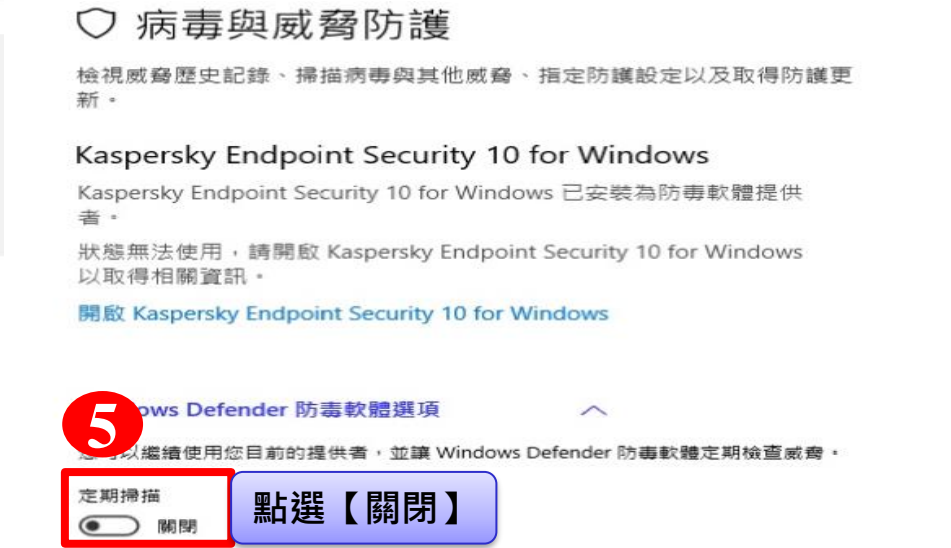 病毒與威脅防護
檢視威脅歷史記錄、掃描病毒與其他威脅、指定防護設定以及取得防護更
新。
Kaspersky Endpoint Security 10 for Windows
Kaspersky Endpoint Security 10 for Windows 已安裝為防毒軟體提供
者。
狀態無法使用，請開啟 Kaspersky Endpoint Security 10 for Windows
以取得相關資訊。
開啟 Kaspersky Endpoint Security 10 for Windows
5
ows Defender 防毒軟體選項
以繼續使用您目前的提供者，並讓 Windows Defender 防毒軟體定期檢查威脅。
定期掃描
關閉
點選【關閉】